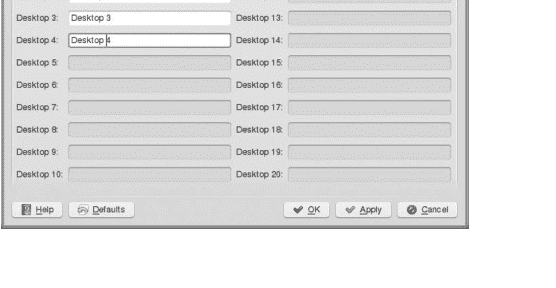 Desktop 3: Desktop 3 Desktop 13:
Desktop 4: Desktop 4 Desktop 14:
Desktop 5: Desktop 15:
Desktop 6: Desktop 16:
Desktop 7: Desktop 17:
Desktop 8: Desktop 18:
Desktop 9: Desktop 19:
Desktop 10: Desktop 20:
Help Defaults OK Apply Cancel